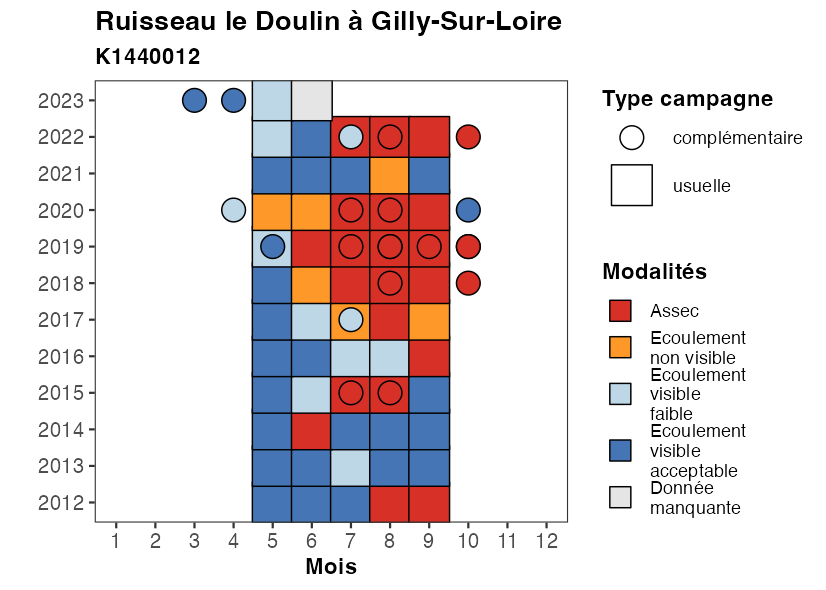 Ruisseau le Doulin à Gilly-Sur-Loire
K1440012
2023
2022
2021
2020
2019
2018
2017
2016
2015
2014
2013
2012
1 2 3 4 5 6 7 8 9 10 11 12
Mois
Type campagne
complémentaire
usuelle
Modalités
Assec
Ecoulement
non visible
Ecoulement
visible
faible
Ecoulement
visible
acceptable
Donnée
manquante